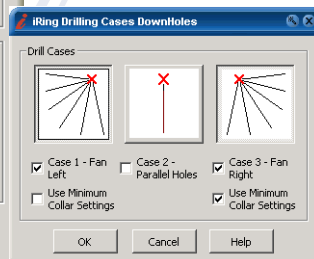 iRing Drilling Cases DownHoles
Drill Cases
Case 1 - Fan Left
Case 2 - Parallel Holes
Case 3 - Fan Right
Use Minimum Collar Settings
Use Minimum Collar Settings
OK
Cancel
Help